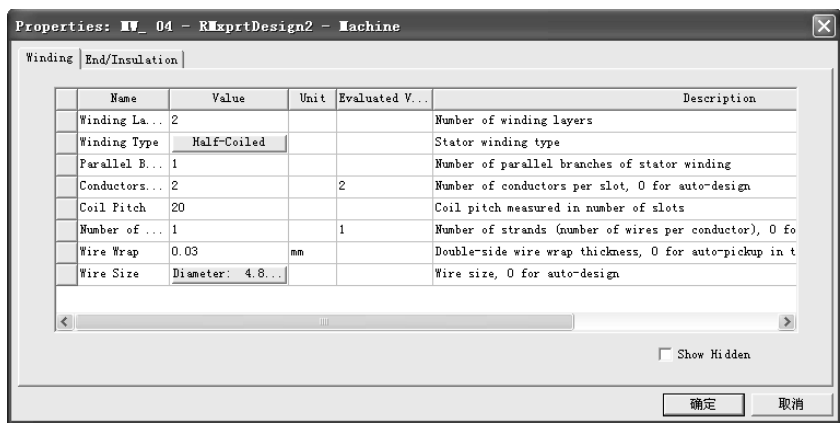 Properties: MV_ 04 - RMxprtDesign2 - Machine
Winding End/Insulation
Name Value Unit Evaluated V... Description
Winding La... 2 Number of winding layers
Winding Type Half-Coiled Stator winding type
Parallel B... 1 Number of parallel branches of stator winding
Conductors... 2 2 Number of conductors per slot, 0 for auto-design
Coil Pitch 20 Coil pitch measured in number of slots
Number of ... 1 1 Number of strands (number of wires per conductor), 0 fo
Wire Wrap 0.03 mm Double-side wire wrap thickness, 0 for auto-pickup in t
Wire Size Diameter: 4.8... Wire size, 0 for auto-design
Show Hidden
确定 取消